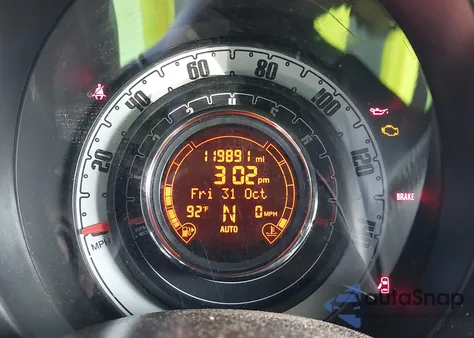 20
40
60
80
100
120
MPH
119891 mi
3:02 pm
Fri 31 Oct
92°F N 0 MPH
AUTO
BRAKE
autaSnap